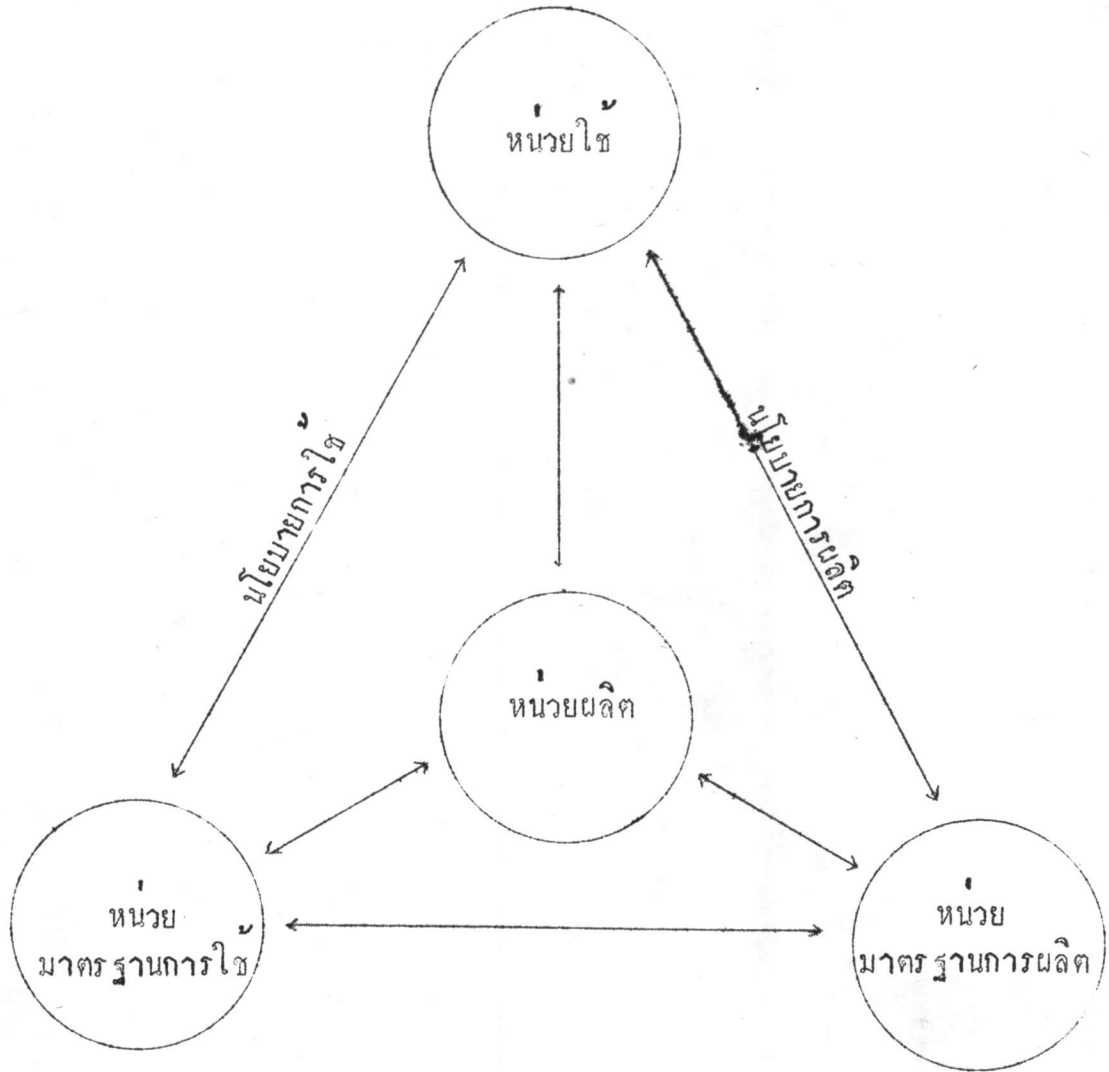 หน่วยใช้
นโยบายการใช้
นโยบายการผลิต
หน่วยผลิต
หน่วย
มาตรฐานการใช้
หน่วย
มาตรฐานการผลิต